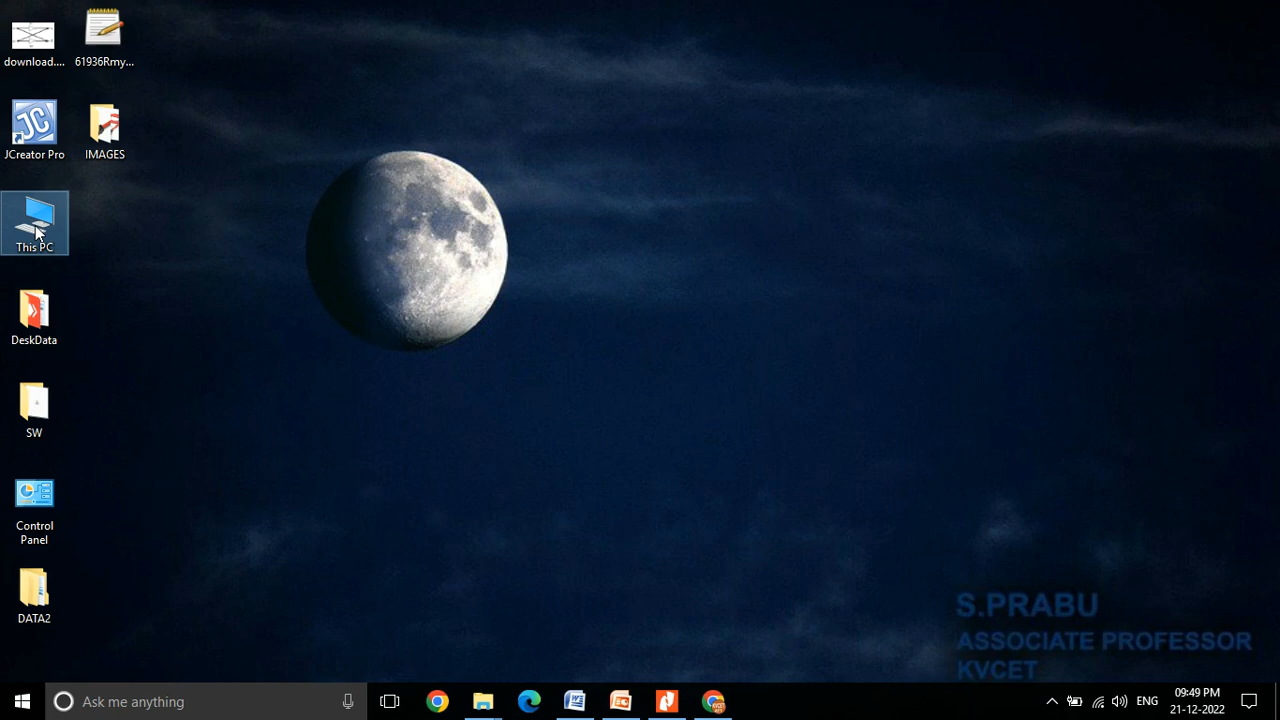 download....
61936Rmy...
JCreator Pro
IMAGES
This PC
DeskData
SW
Control
Panel
DATA2
S.PRABU
ASSOCIATE PROFESSOR
KVCET
Ask me anything
ENG
09:49 PM
21-12-2022